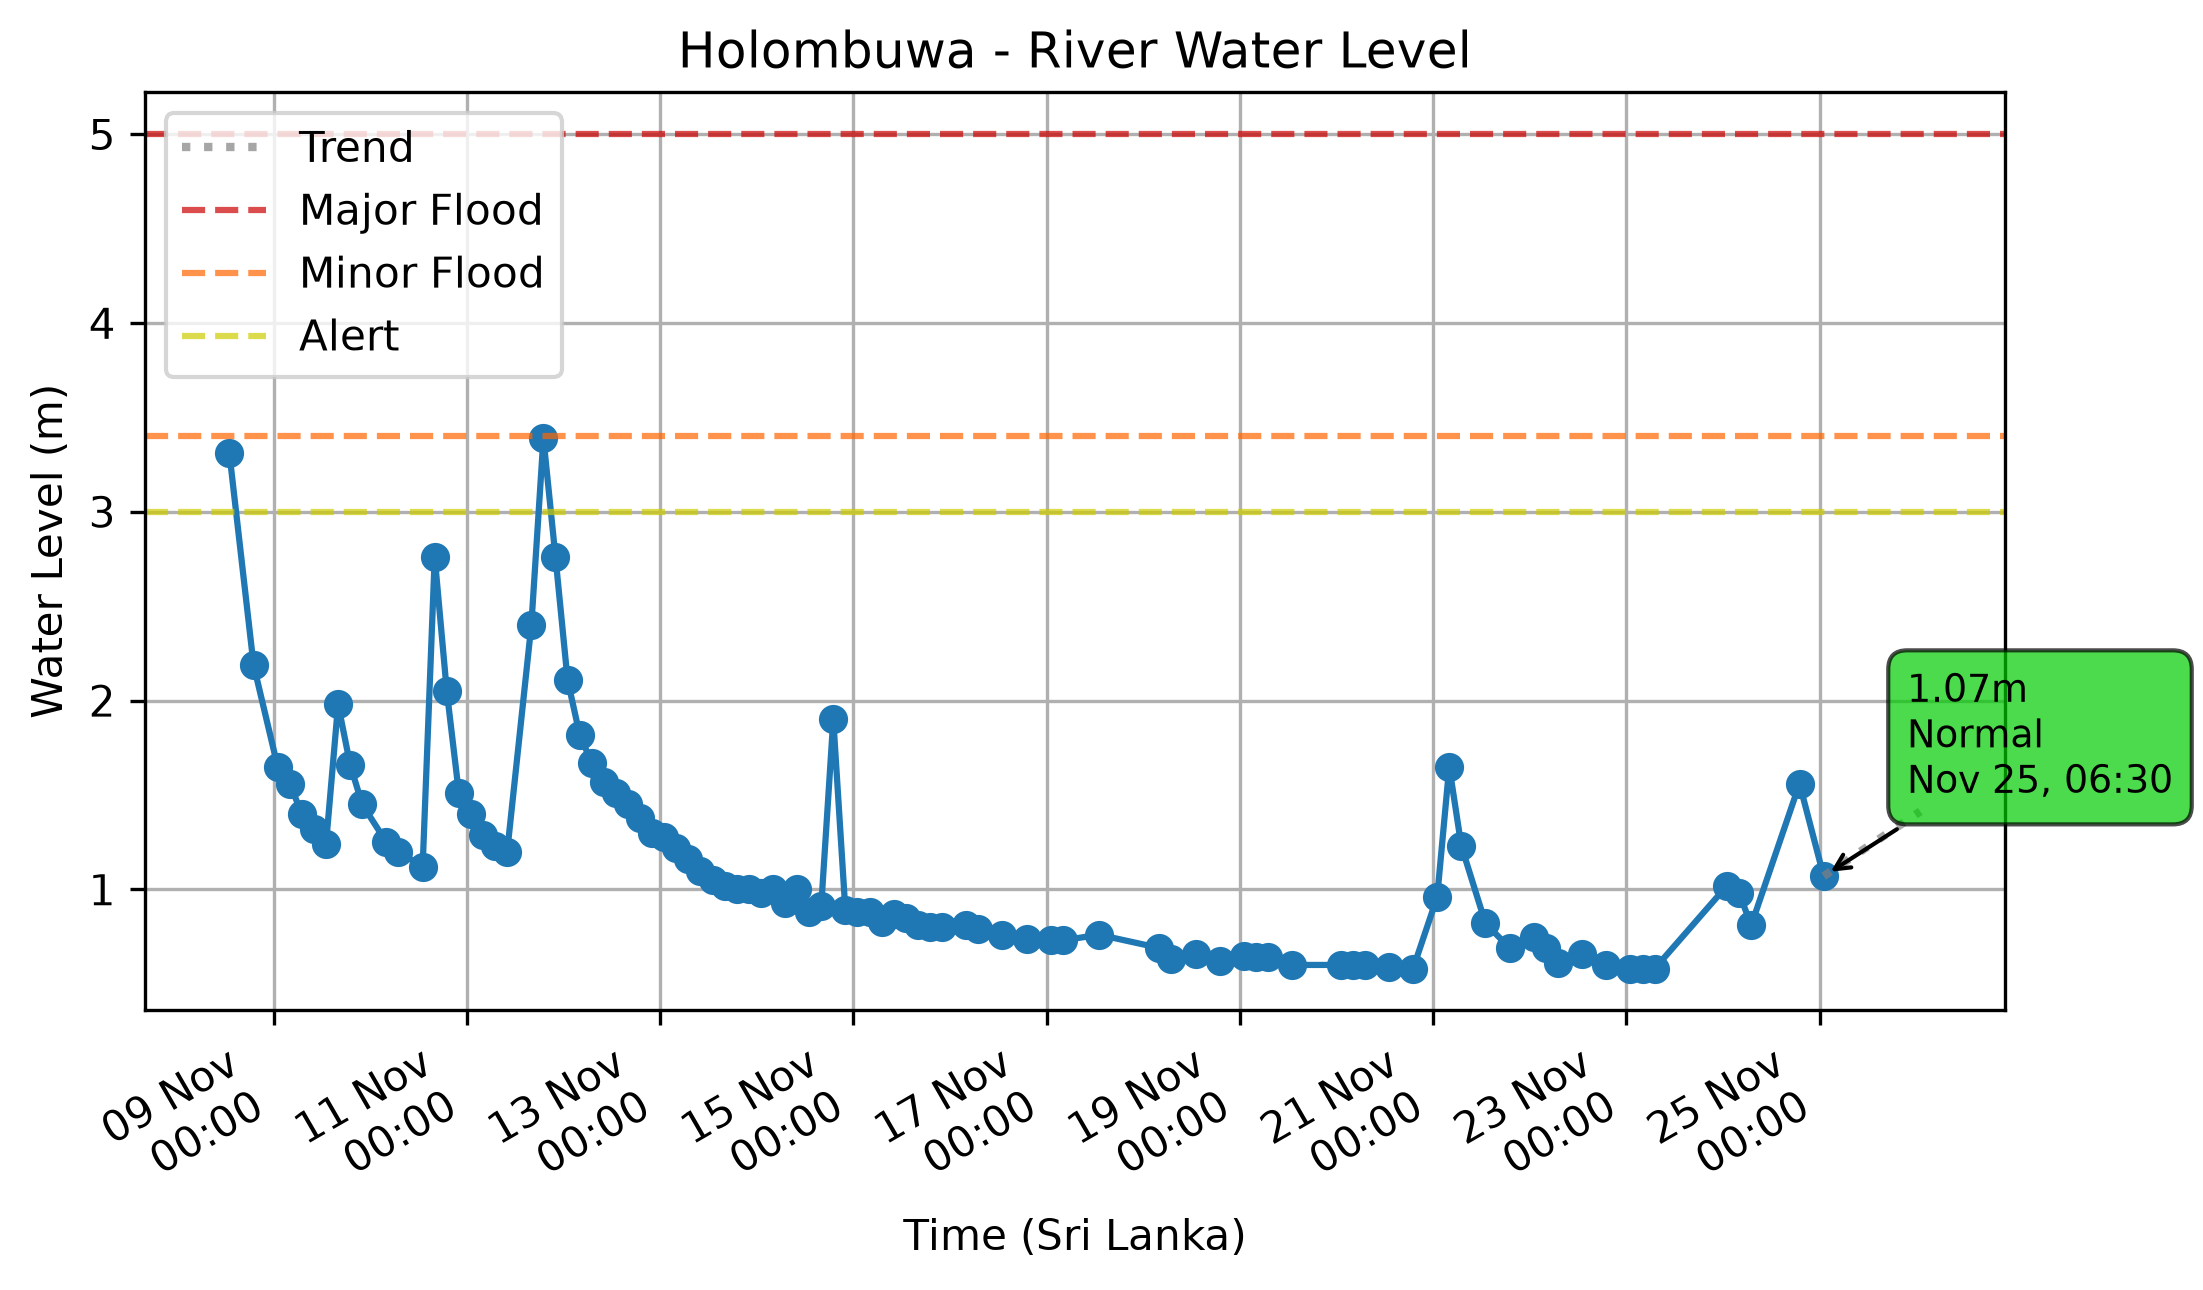 Holombuwa - River Water Level
Trend
Major Flood
Minor Flood
Alert
Water Level (m)
5
4
3
2
1
1.07m
Normal
Nov 25, 06:30
09 Nov
00:00
11 Nov
00:00
13 Nov
00:00
15 Nov
00:00
17 Nov
00:00
19 Nov
00:00
21 Nov
00:00
23 Nov
00:00
25 Nov
00:00
Time (Sri Lanka)